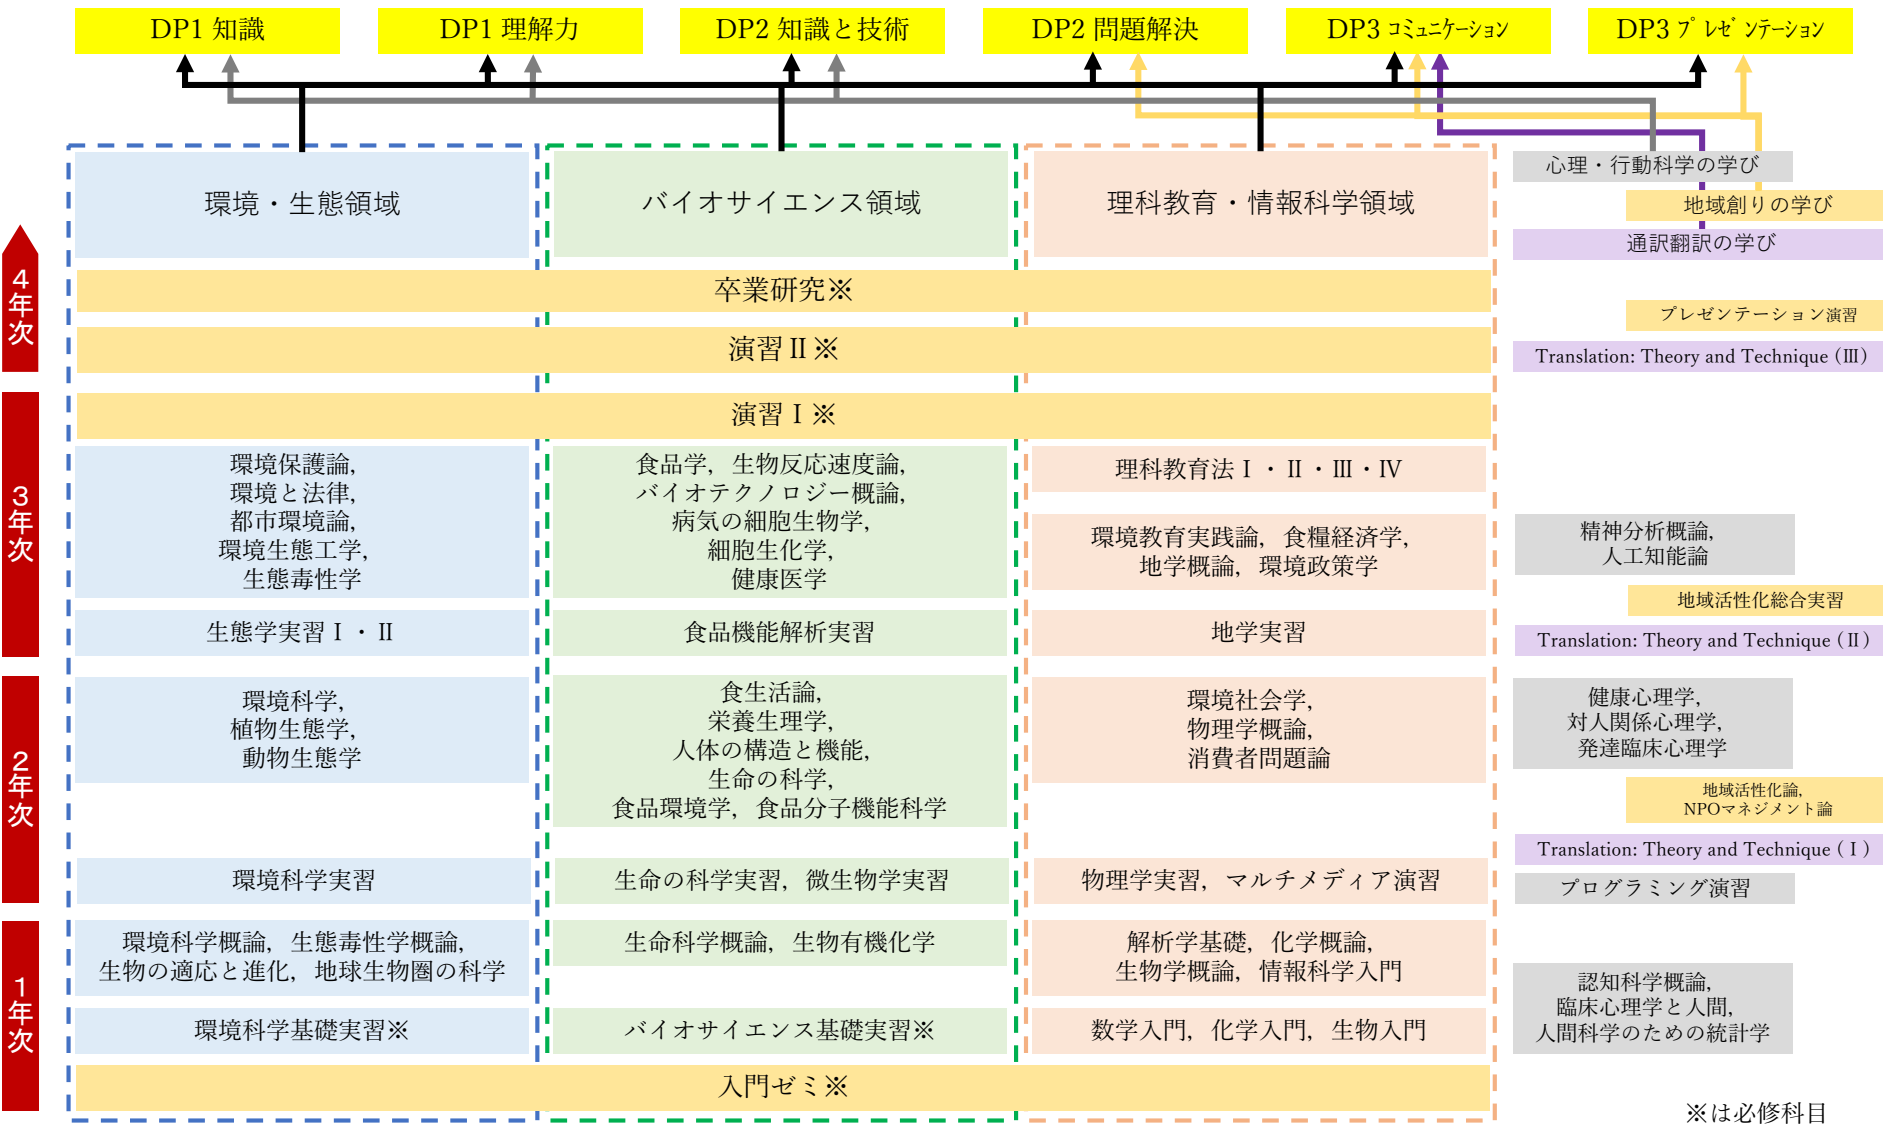 DP1 知識
DP1 理解力
DP2 知識と技術
DP2 問題解決
DP3 ｺﾐｭﾆｹｰｼｮﾝ
DP3 ﾌﾟﾚｾﾞﾝﾃｰｼｮﾝ
環境・生態領域
バイオサイエンス領域
理科教育・情報科学領域
心理・行動科学の学び
地域創りの学び
通訳翻訳の学び
4年次
卒業研究※
プレゼンテーション演習
演習Ⅱ※
Translation: Theory and Technique (Ⅲ)
3年次
演習Ⅰ※
環境保護論,
環境と法律,
都市環境論,
環境生態工学,
生態毒性学
食品学, 生物反応速度論,
バイオテクノロジー概論,
病気の細胞生物学,
細胞生化学,
健康医学
理科教育法Ⅰ・Ⅱ・Ⅲ・Ⅳ
環境教育実践論, 食糧経済学,
地学概論, 環境政策学
精神分析概論,
人工知能論
地域活性化総合実習
生態学実習Ⅰ・Ⅱ
食品機能解析実習
地学実習
Translation: Theory and Technique (Ⅱ)
2年次
環境科学,
植物生態学,
動物生態学
食生活論,
栄養生理学,
人体の構造と機能,
生命の科学,
食品環境学, 食品分子機能科学
環境社会学,
物理学概論,
消費者問題論
健康心理学,
対人関係心理学,
発達臨床心理学
地域活性化論,
NPOマネジメント論
Translation: Theory and Technique (Ⅰ)
環境科学実習
生命の科学実習, 微生物学実習
物理学実習, マルチメディア演習
プログラミング演習
1年次
環境科学概論, 生態毒性学概論,
生物の適応と進化, 地球生物圏の科学
生命科学概論, 生物有機化学
解析学基礎, 化学概論,
生物学概論, 情報科学入門
認知科学概論,
臨床心理学と人間,
人間科学のための統計学
環境科学基礎実習※
バイオサイエンス基礎実習※
数学入門, 化学入門, 生物入門
入門ゼミ※
※は必修科目